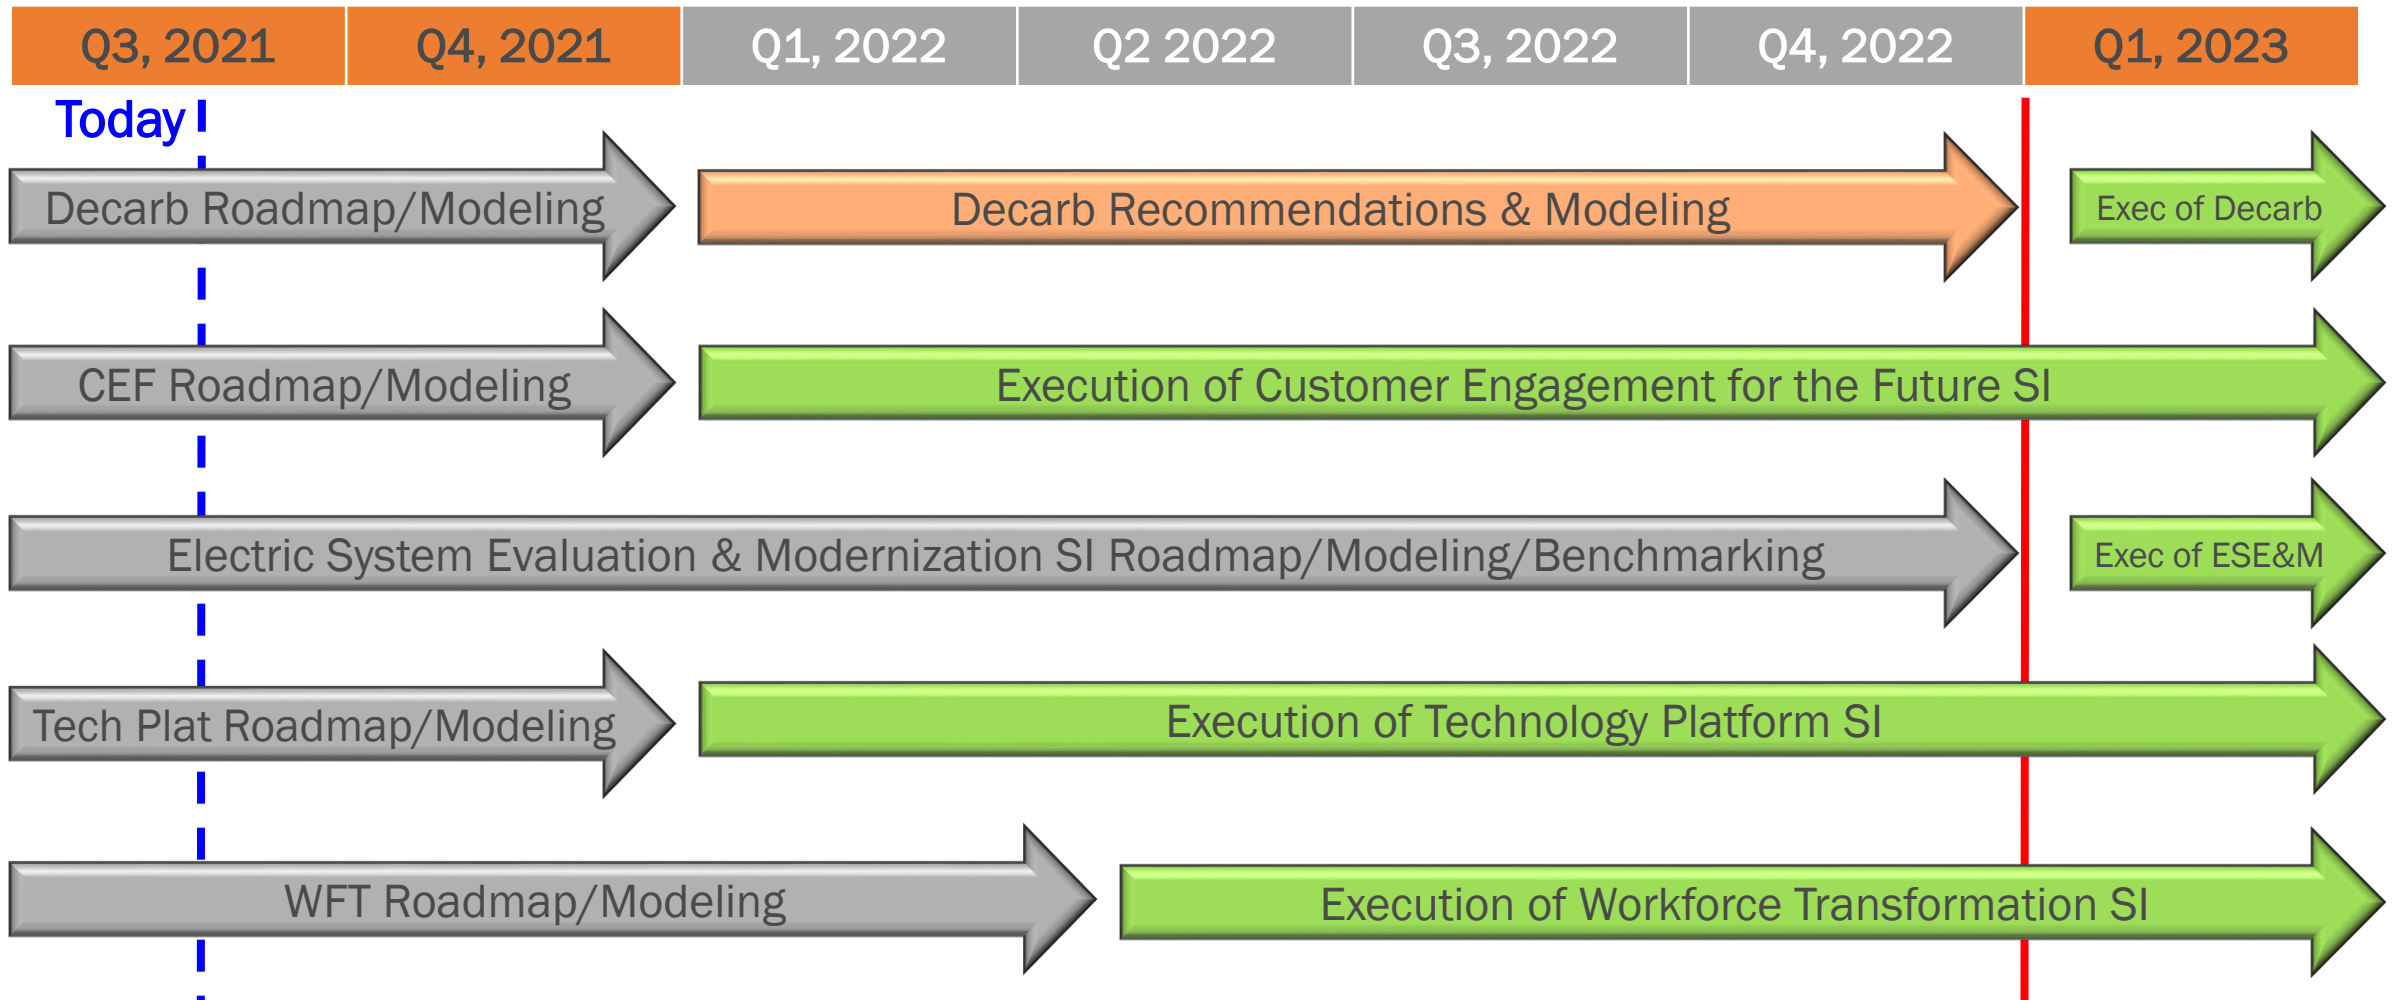 Q3, 2021
Q4, 2021
Q1, 2022
Q2 2022
Q3, 2022
Q4, 2022
Q1, 2023
Today
Decarb Roadmap/Modeling
Decarb Recommendations & Modeling
Exec of Decarb
CEF Roadmap/Modeling
Execution of Customer Engagement for the Future SI
Electric System Evaluation & Modernization SI Roadmap/Modeling/Benchmarking
Exec of ESE&M
Tech Plat Roadmap/Modeling
Execution of Technology Platform SI
WFT Roadmap/Modeling
Execution of Workforce Transformation SI